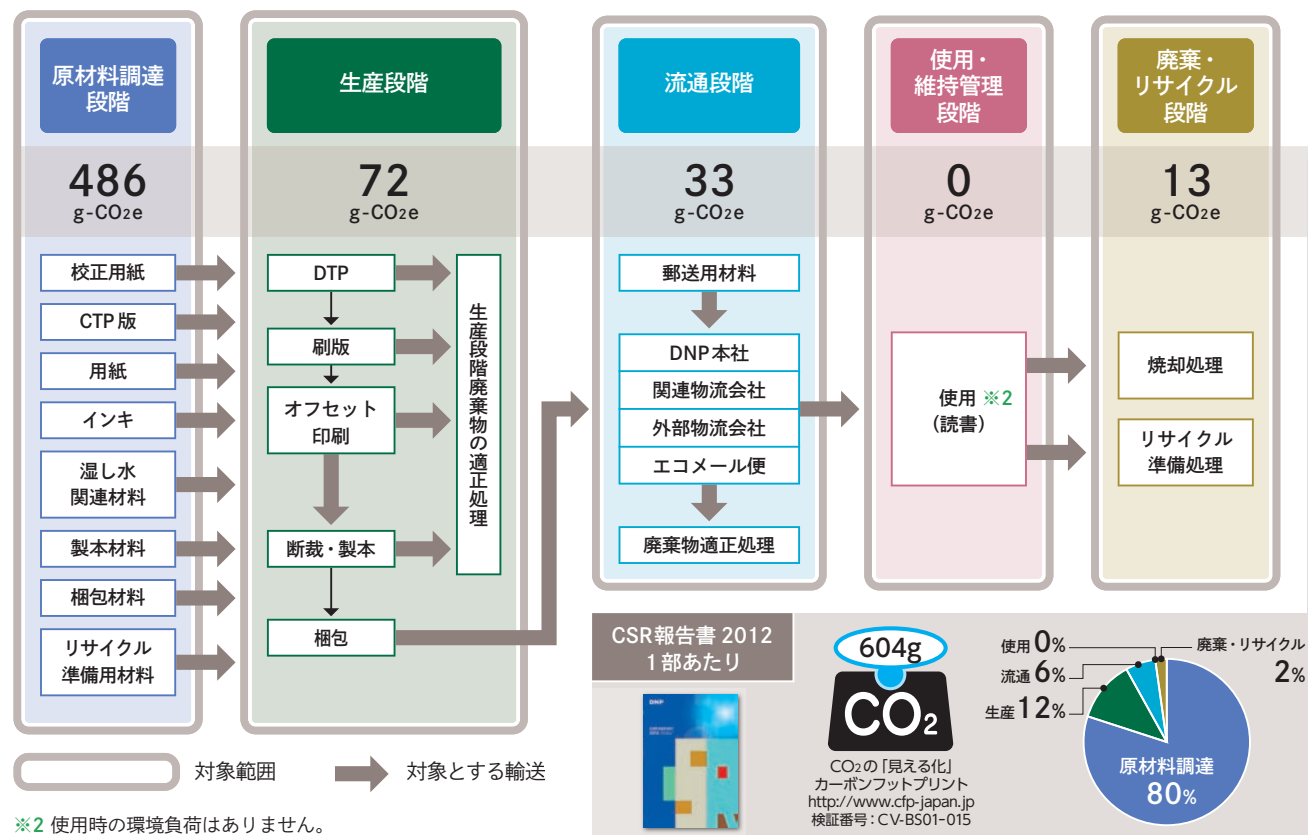 原材料調達
段階
486
g-CO2e
校正用紙
CTP版
用紙
インキ
湿し水
関連材料
製本材料
梱包材料
リサイクル
準備用材料
生産段階
72
g-CO2e
DTP
刷版
オフセット
印刷
断裁・製本
梱包
生産段階廃棄物の適正処理
流通段階
33
g-CO2e
郵送用材料
DNP本社
関連物流会社
外部物流会社
エコメール便
廃棄物適正処理
使用・
維持管理
段階
0
g-CO2e
使用 ※2
(読書)
廃棄・
リサイクル
段階
13
g-CO2e
焼却処理
リサイクル
準備処理
対象範囲
対象とする輸送
※2 使用時の環境負荷はありません。
CSR報告書 2012
1部あたり
DNP
604g
CO2
CO2の「見える化」
カーボンフットプリント
http://www.cfp-japan.jp
検証番号:CV-BS01-015
使用 0%
流通 6%
生産 12%
廃棄・リサイクル
2%
原材料調達
80%